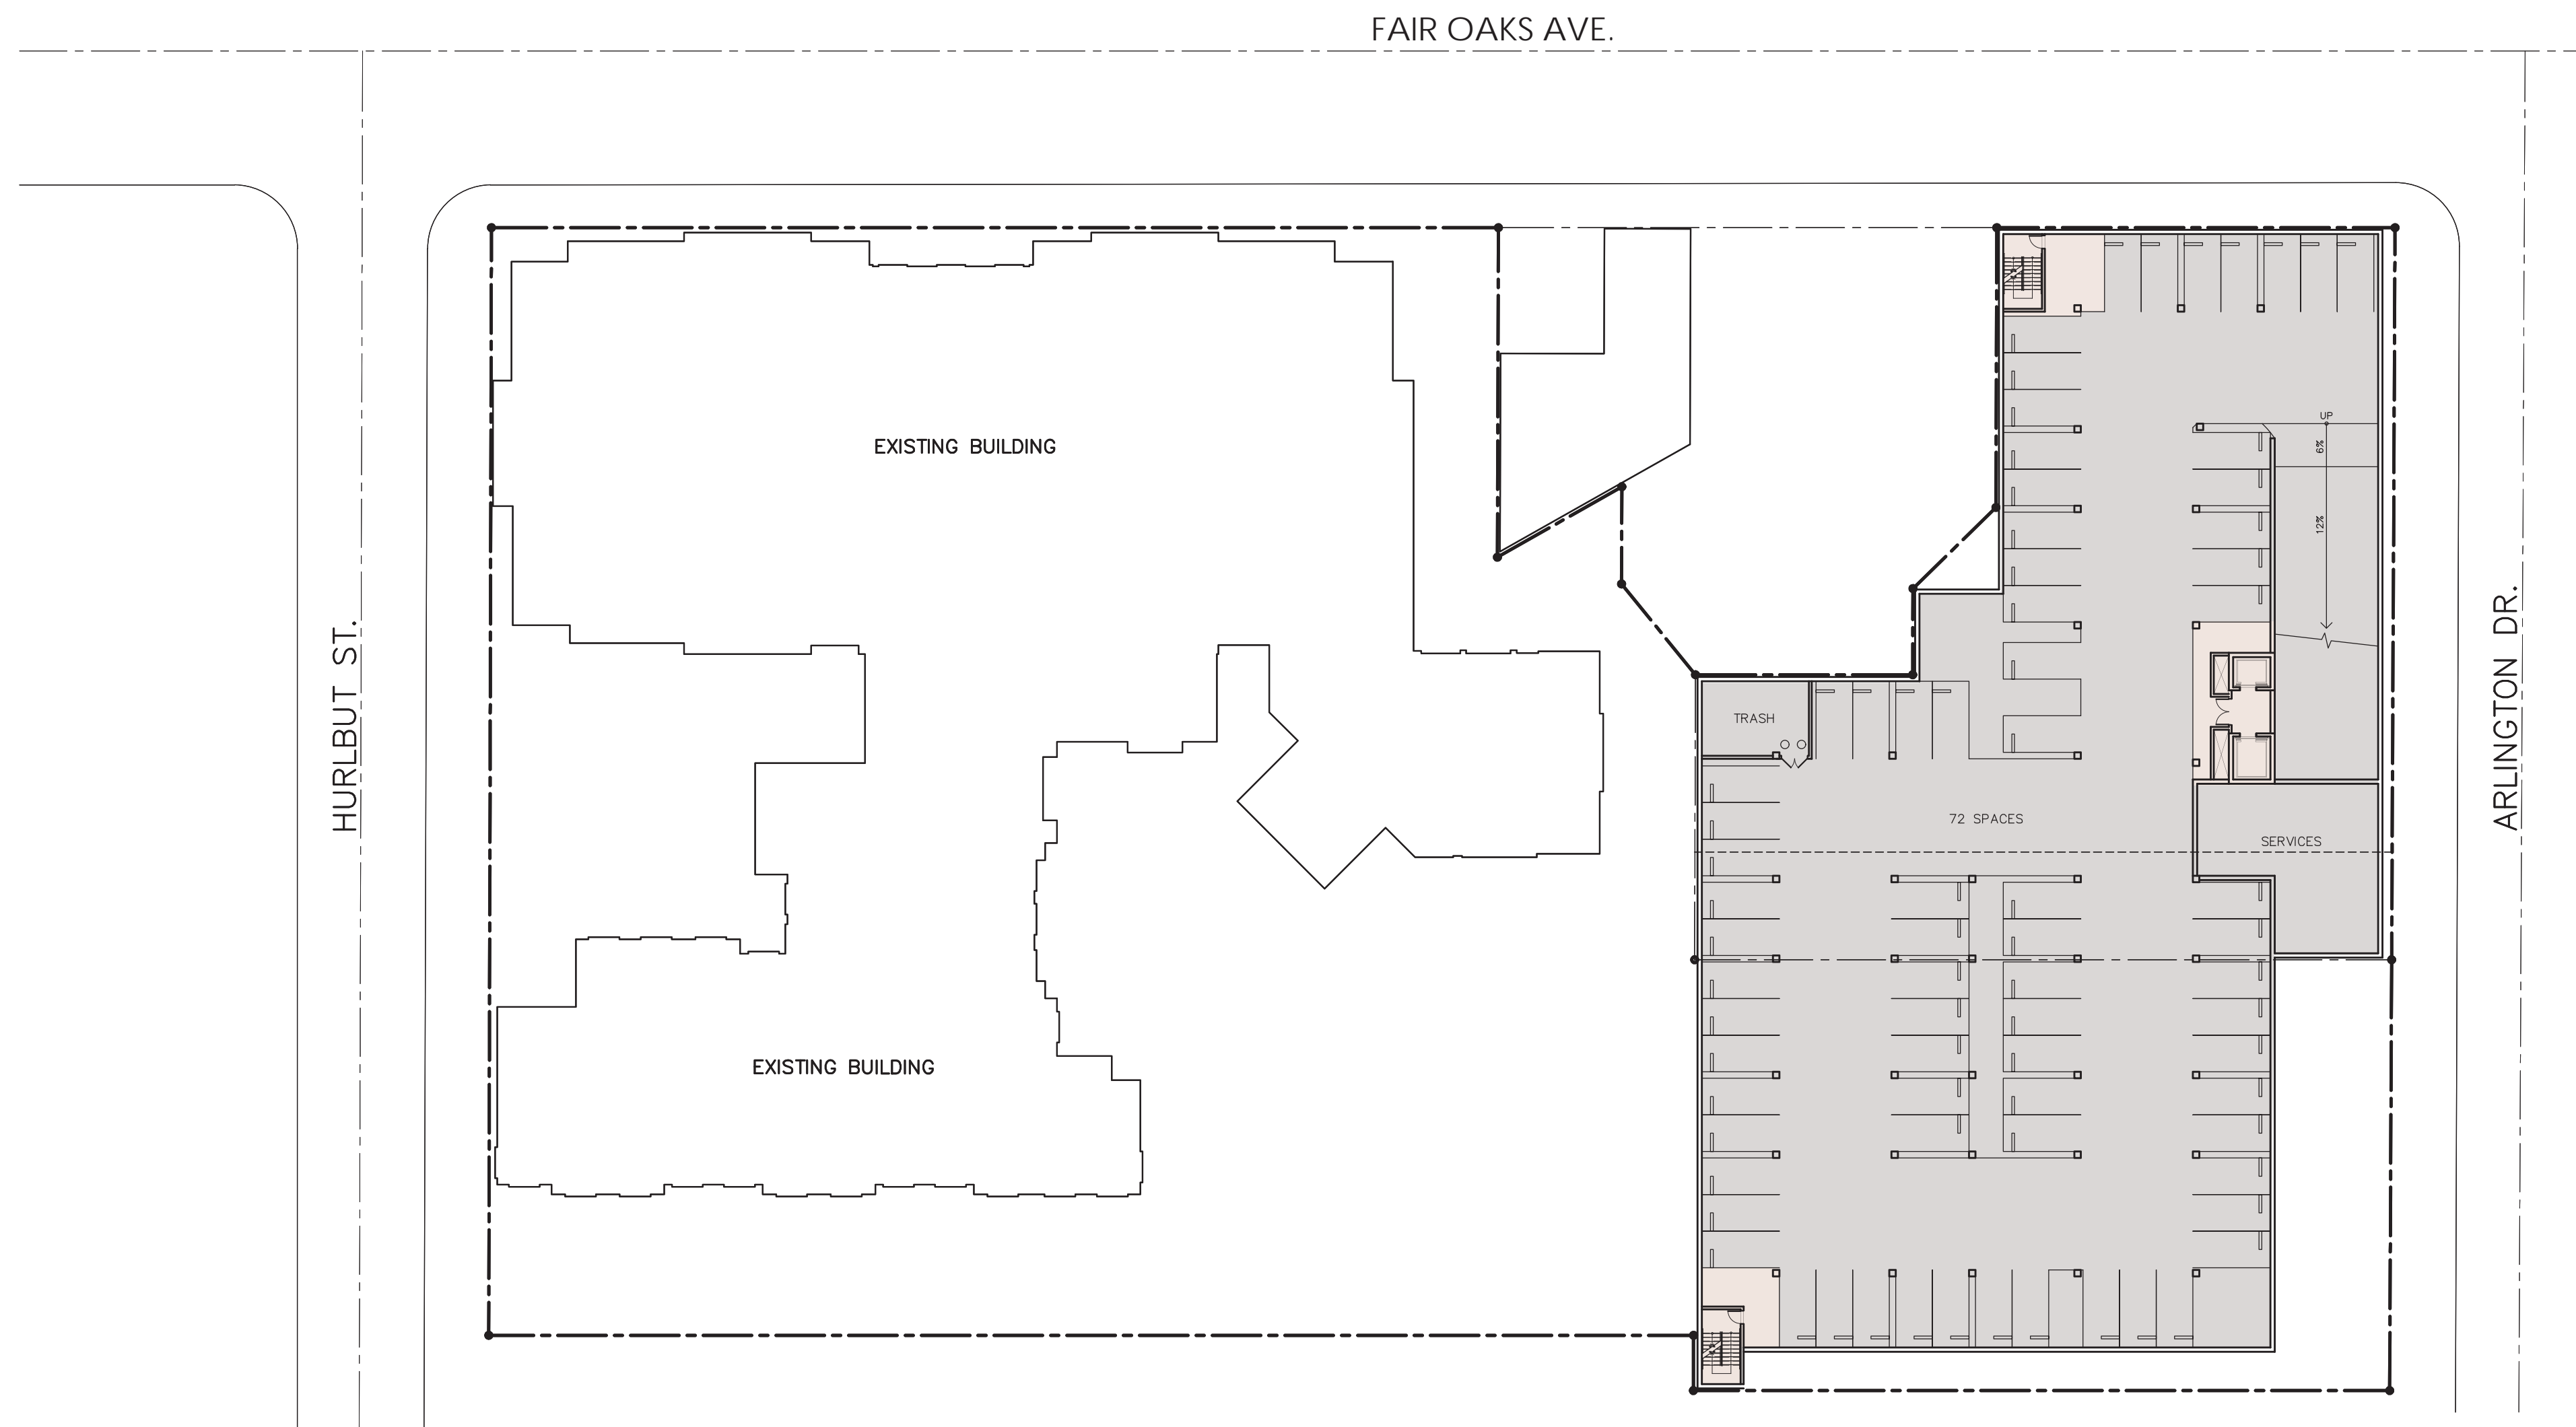 FAIR OAKS AVE.
HURLBUT ST.
ARLINGTON DR.
EXISTING BUILDING
EXISTING BUILDING
UP
6%
12%
TRASH
72 SPACES
SERVICES